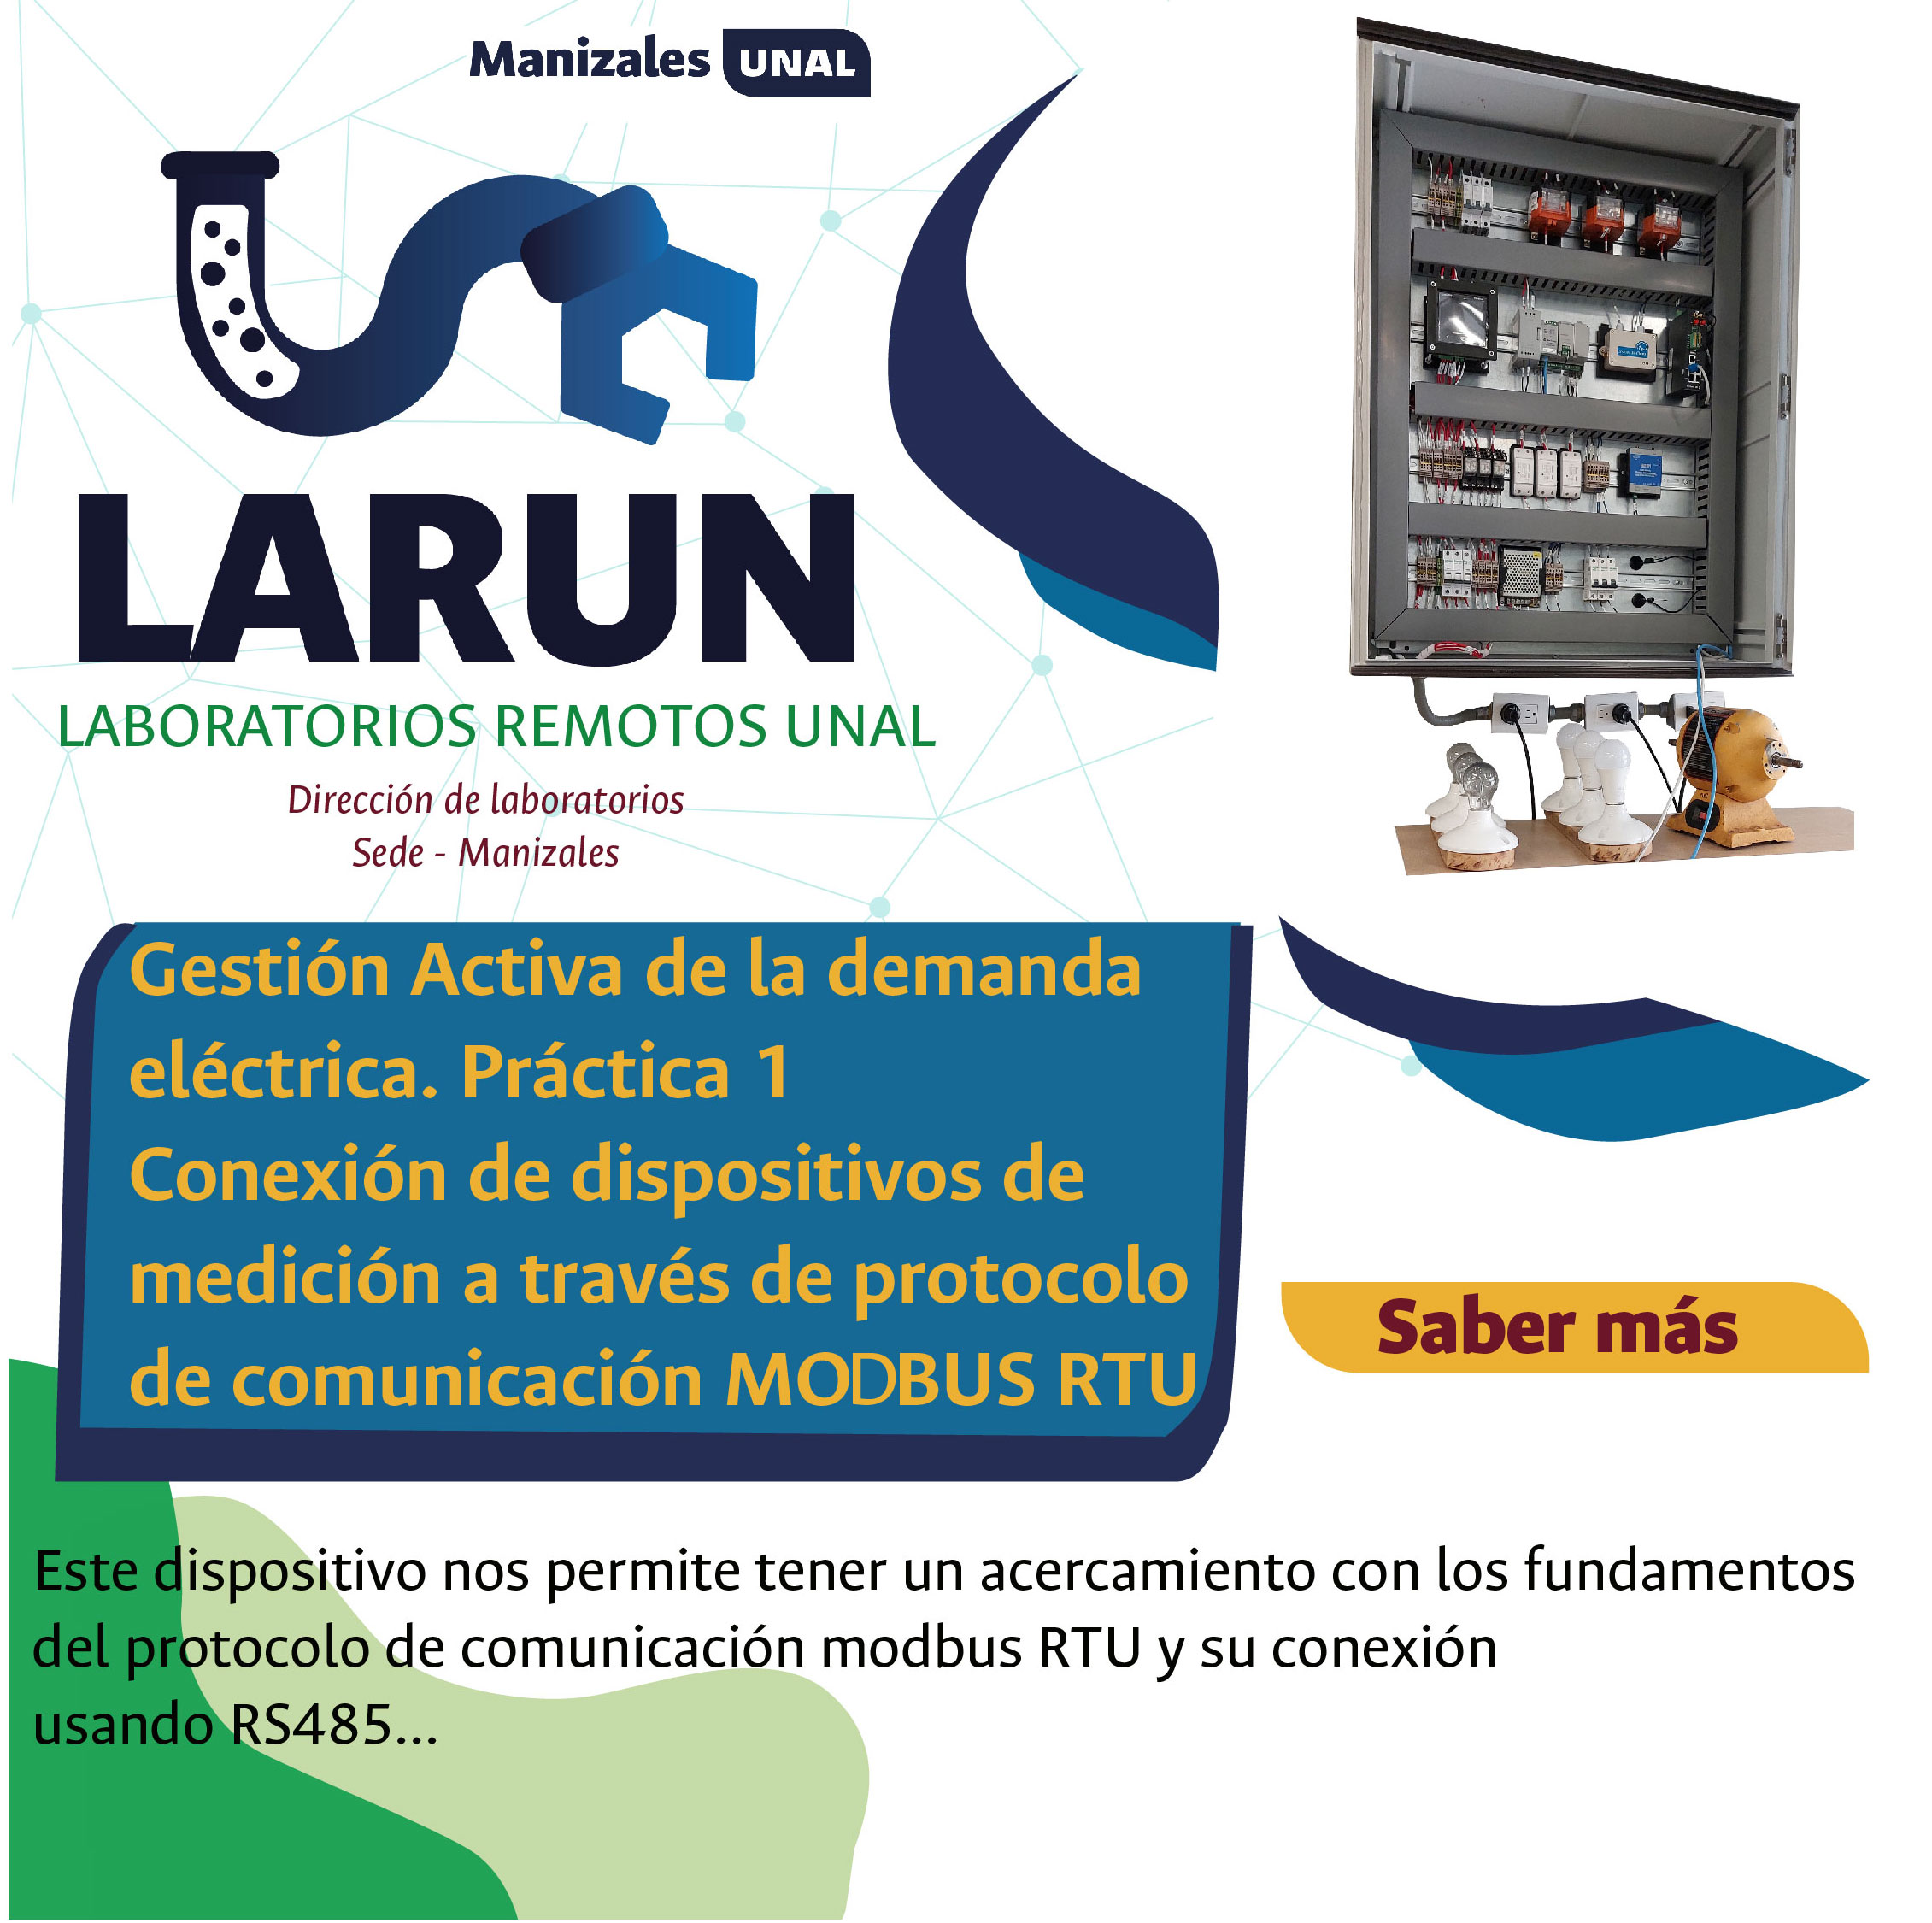 Manizales UNAL
LARUN
LABORATORIOS REMOTOS UNAL
Dirección de laboratorios
Sede - Manizales
Gestión Activa de la demanda
eléctrica. Práctica 1
Conexión de dispositivos de
medición a través de protocolo
de comunicación MODBUS RTU
Saber más
Este dispositivo nos permite tener un acercamiento con los fundamentos
del protocolo de comunicación modbus RTU y su conexión
usando RS485...